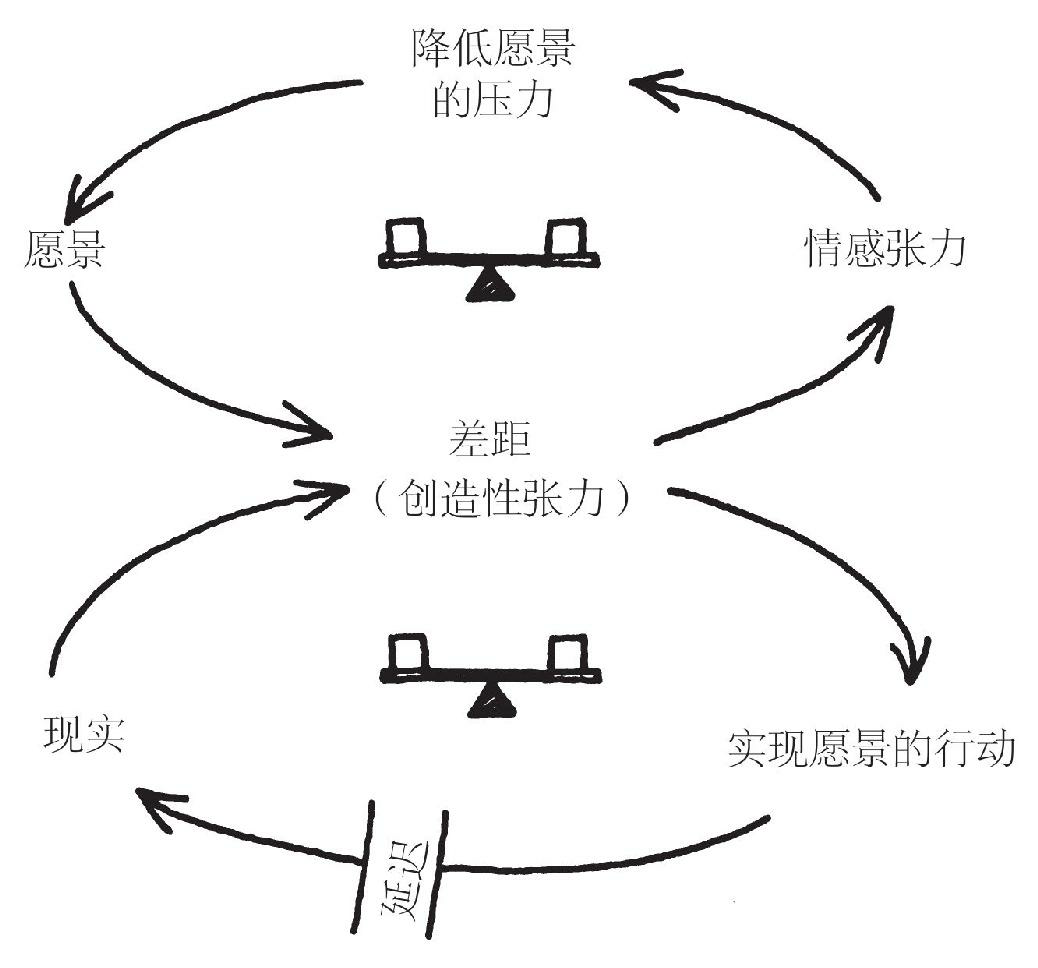 降低愿景
的压力
愿景
情感张力
差距
（创造性张力）
现实
实现愿景的行动
延迟